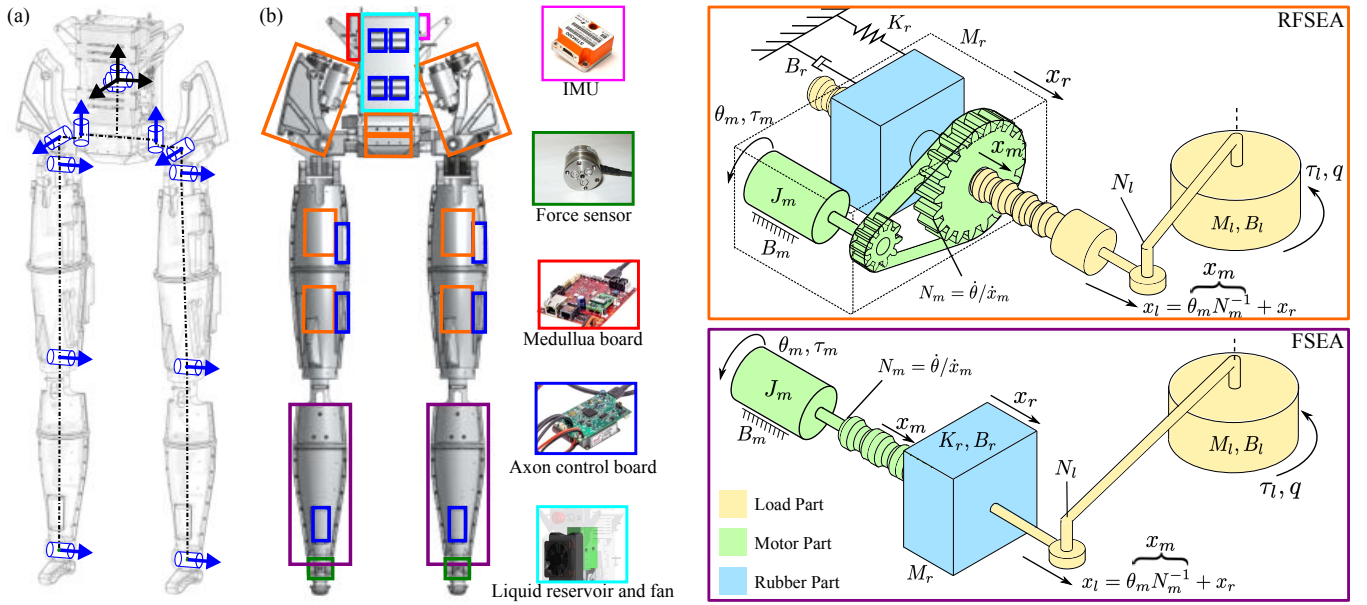 (a)
(b)
IMU
Force sensor
Medullua board
Axon control board
Liquid reservoir and fan
RFSEA
K_r
M_r
B_r
x_r
θ_m, τ_m
x_m
J_m
B_m
N_l
τ_l, q
M_l, B_l
N_m = θ̇/ẋ_m
x_m
x_l = θ_m N_m^{-1} + x_r
FSEA
θ_m, τ_m
N_m = θ̇/ẋ_m
J_m
x_r
x_m
B_m
K_r, B_r
M_l, B_l
N_l
τ_l, q
Load Part
Motor Part
Rubber Part
M_r
x_m
x_l = θ_m N_m^{-1} + x_r